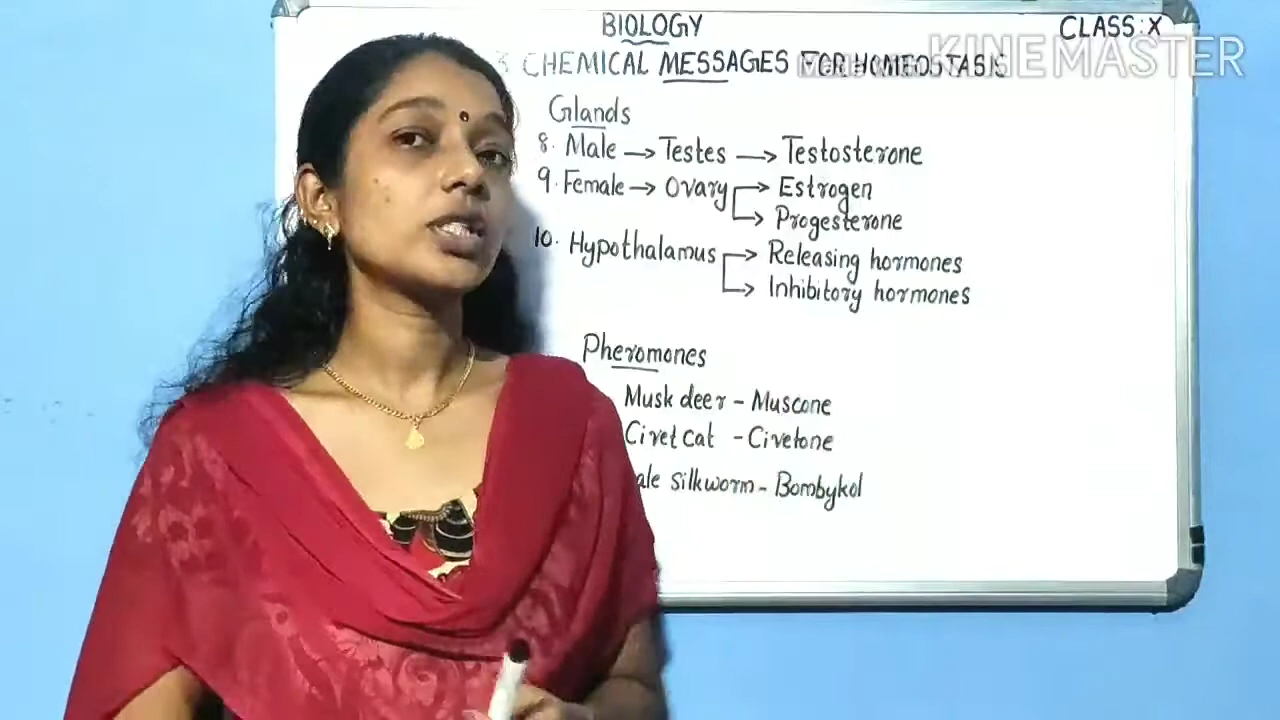 BIOLOGY
CLASS: X
CHEMICAL MESSAGES FOR HOMEOSTASIS
KINEMASTER
Glands
8. Male → Testes → Testosterone
9. Female → Ovary → Estrogen
→ Progesterone
10. Hypothalamus → Releasing hormones
→ Inhibitory hormones
Pheromones
Musk deer - Muscone
Civet cat - Civetone
ale Silkworm - Bombykol